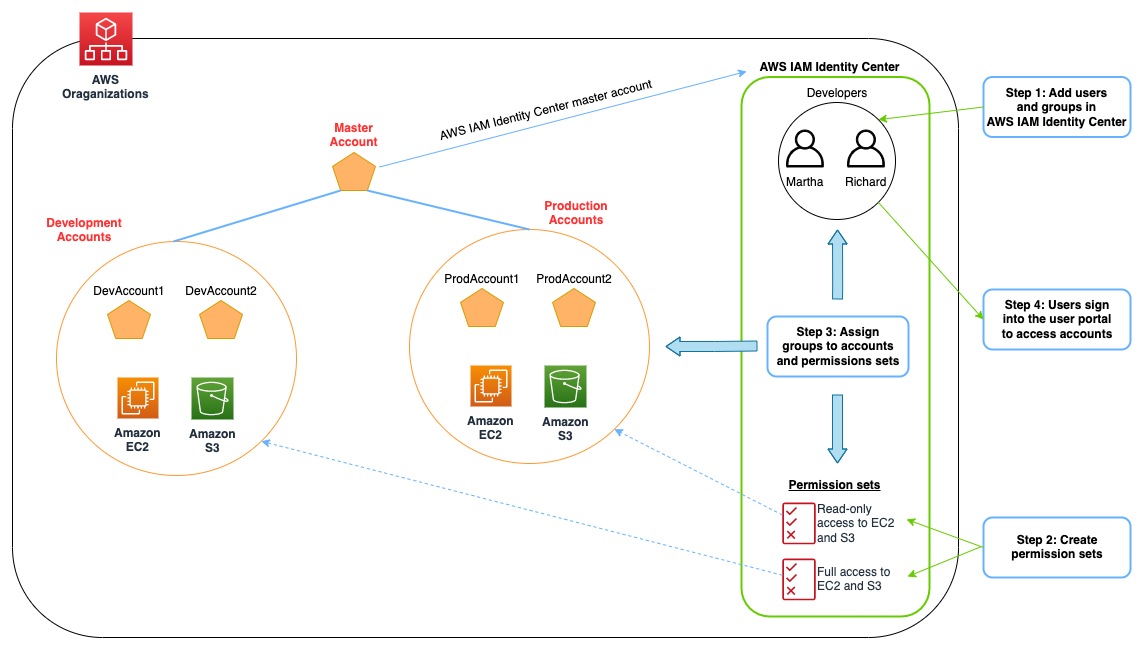 AWS
Oraganizations
AWS IAM Identity Center master account
Master
Account
Development
Accounts
DevAccount1
DevAccount2
Amazon
EC2
Amazon
S3
Production
Accounts
ProdAccount1
ProdAccount2
Amazon
EC2
Amazon
S3
AWS IAM Identity Center
Developers
Martha
Richard
Step 3: Assign
groups to accounts
and permissions sets
Permission sets
Read-only
access to EC2
and S3
Full access to
EC2 and S3
Step 1: Add users
and groups in
AWS IAM Identity Center
Step 4: Users sign
into the user portal
to access accounts
Step 2: Create
permission sets